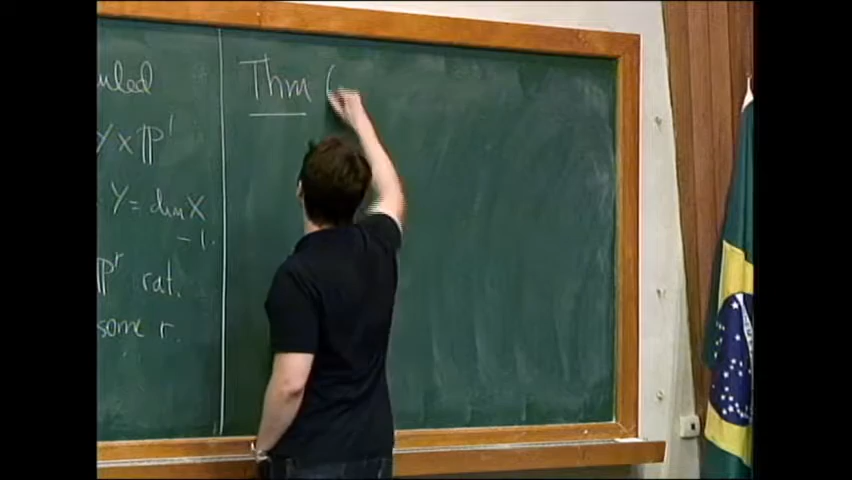 uled
Y x ℙ¹
Y = dim X
- 1.
ℙʳ rat.
some r.
Thm (